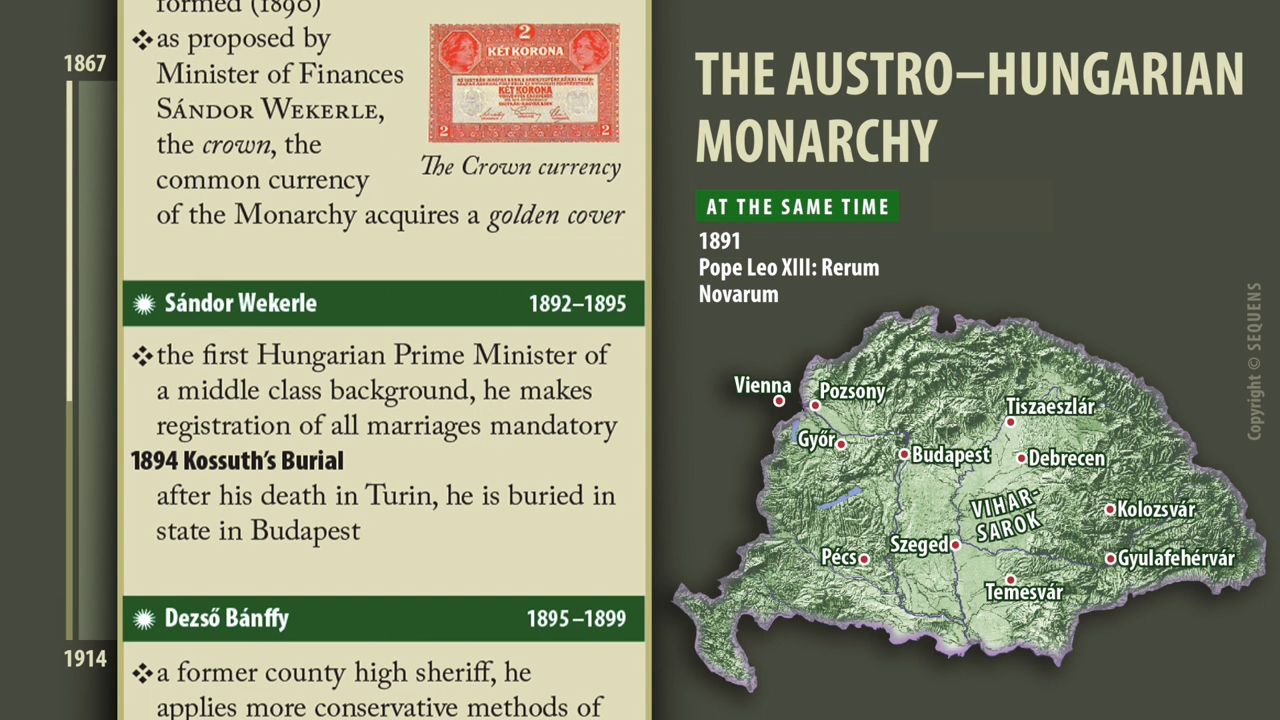 1867
1914
formed (1890)
as proposed by
Minister of Finances
SÁNDOR WEKERLE,
the crown, the
common currency
of the Monarchy acquires a golden cover
2
KÉT KORONA
KÉT KORONA
2
2
The Crown currency
Sándor Wekerle 1892–1895
the first Hungarian Prime Minister of
a middle class background, he makes
registration of all marriages mandatory
1894 Kossuth's Burial
after his death in Turin, he is buried in
state in Budapest
Dezső Bánffy 1895–1899
a former county high sheriff, he
applies more conservative methods of
THE AUSTRO–HUNGARIAN
MONARCHY
AT THE SAME TIME
1891
Pope Leo XIII: Rerum
Novarum
Vienna
Pozsony
Tiszaeszlár
Győr
Budapest
Debrecen
VIHAR-
SAROK
Kolozsvár
Szeged
Pécs
Gyulafehérvár
Temesvár
Copyright © SEQUENS